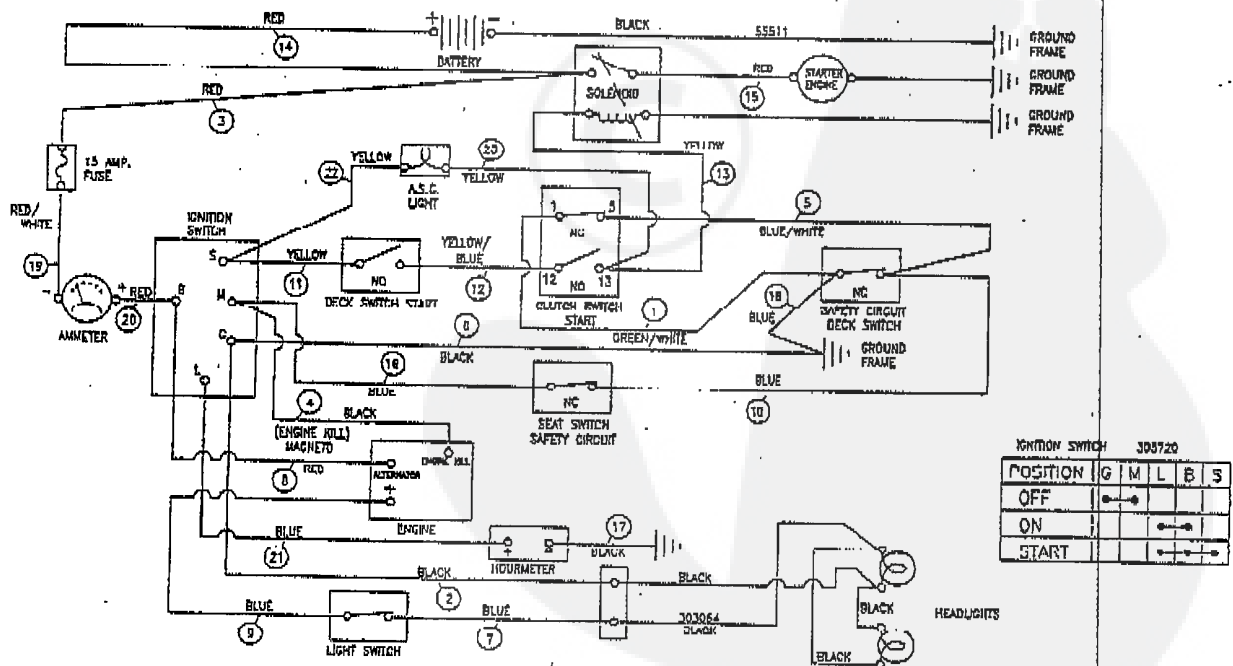 RED
14
+
-
BATTERY
BLACK
55511
GROUND
FRAME
RED
3
SOLENOID
RED
15
STARTER
ENGINE
GROUND
FRAME
GROUND
FRAME
15 AMP.
FUSE
YELLOW
22
A.S.C.
LIGHT
23
YELLOW
YELLOW
13
RED/
WHITE
19
IGNITION
SWITCH
S
M
G
L
B
YELLOW
11
NO
DECK SWITCH START
YELLOW/
BLUE
12
1
5
NC
12
13
NO
CLUTCH SWITCH
START
5
BLUE/WHITE
-
+
RED
20
AMMETER
1
GREEN/WHITE
18
BLUE
NC
SAFETY CIRCUIT
DECK SWITCH
6
BLACK
GROUND
FRAME
16
BLUE
NC
SEAT SWITCH
SAFETY CIRCUIT
BLUE
10
4
BLACK
(ENGINE KILL)
MAGNETO
8
RED
ENGINE KILL
ALTERNATOR
+
ENGINE
BLUE
21
+
HOURMETER
17
BLACK
BLACK
2
BLACK
BLUE
9
LIGHT SWITCH
BLUE
7
303064
BLACK
BLACK
BLACK
HEADLIGHTS
IGNITION SWITCH
POSITION G M L B S
OFF
ON
START